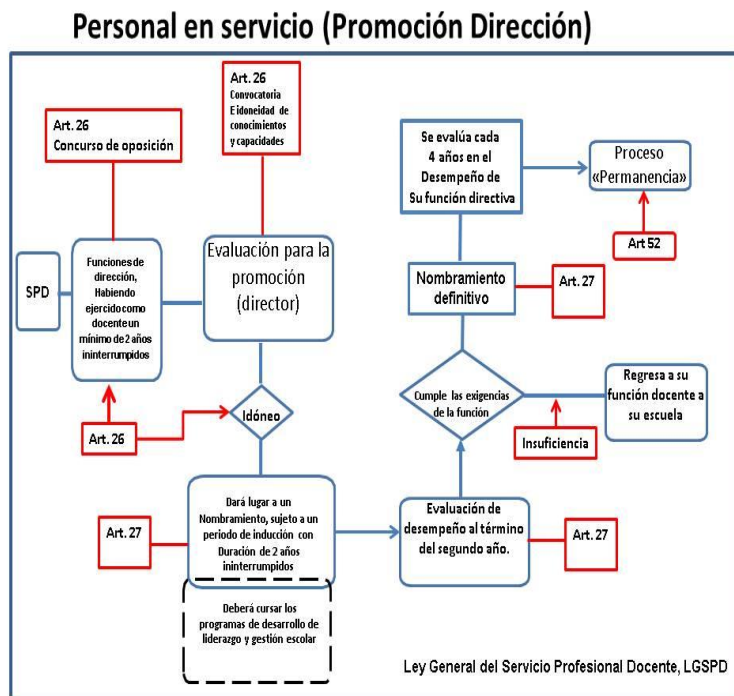 Personal en servicio (Promoción Dirección)
Art. 26
Concurso de oposición
Art. 26
Convocatoria
E idoneidad de
conocimientos
y capacidades
SPD
Funciones de
dirección,
Habiendo
ejercido como
docente un
mínimo de 2 años
ininterrumpidos
Evaluación para la
promoción
(director)
Art. 26
Idóneo
Art. 27
Dará lugar a un
Nombramiento, sujeto a un
periodo de inducción con
Duración de 2 años
ininterrumpidos
Deberá cursar los
programas de desarrollo de
liderazgo y gestión escolar
Evaluación de
desempeño al término
del segundo año.
Art. 27
Cumple las exigencias
de la función
Insuficiencia
Regresa a su
función docente a
su escuela
Nombramiento
definitivo
Art. 27
Se evalúa cada
4 años en el
Desempeño de
Su función directiva
Proceso
«Permanencia»
Art 52
Ley General del Servicio Profesional Docente, LGSPD